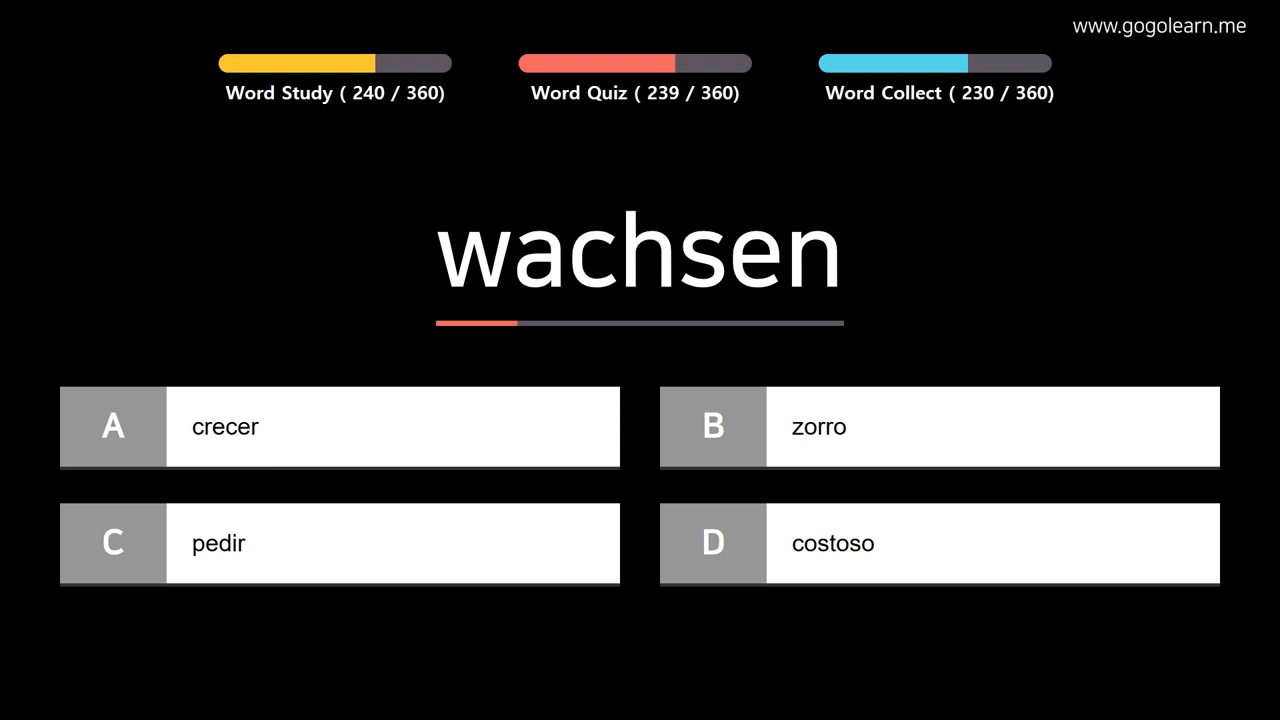 www.gogolearn.me
Word Study ( 240 / 360) Word Quiz ( 239 / 360) Word Collect ( 230 / 360)
wachsen
A crecer
B zorro
C pedir
D costoso